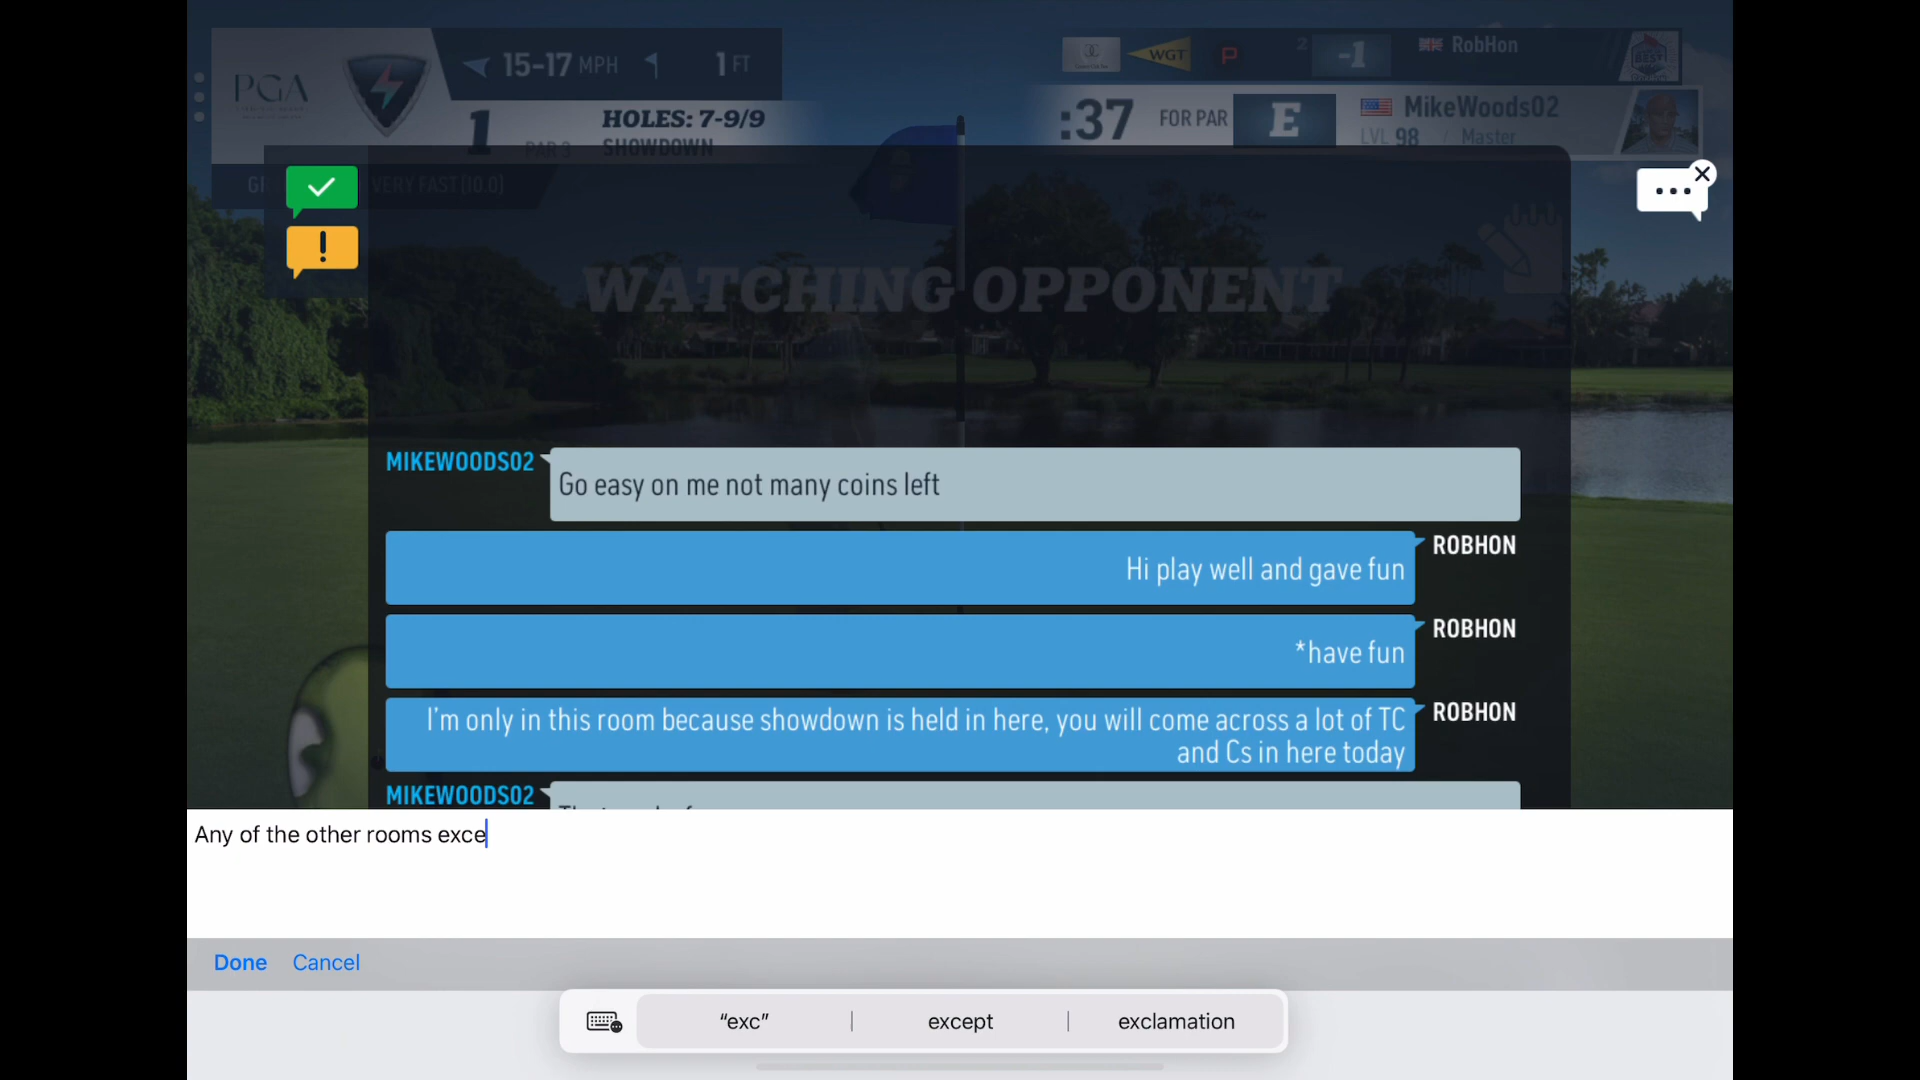 PGA
15-17 MPH
1 FT
1
PAR 3
HOLES: 7-9/9
SHOWDOWN
VERY FAST (10.0)
WGT
P
2
-1
RobHon
:37
FOR PAR
E
MikeWoods02
LVL 98 / Master
WATCHING OPPONENT
MIKEWOODS02
Go easy on me not many coins left
ROBHON
Hi play well and gave fun
ROBHON
*have fun
ROBHON
I'm only in this room because showdown is held in here, you will come across a lot of TC
and Cs in here today
MIKEWOODS02
Any of the other rooms exce
Done Cancel
“exc” except exclamation